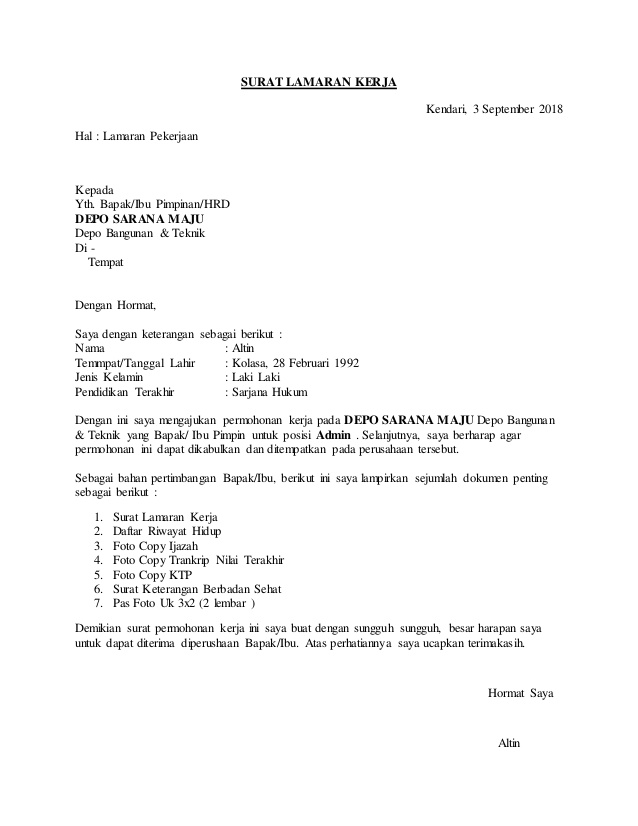 SURAT LAMARAN KERJA
Kendari, 3 September 2018
Hal : Lamaran Pekerjaan
Kepada
Yth. Bapak/Ibu Pimpinan/HRD
DEPO SARANA MAJU
Depo Bangunan & Teknik
Di -
Tempat
Dengan Hormat,
Saya dengan keterangan sebagai berikut :
Nama : Altin
Temmpat/Tanggal Lahir : Kolasa, 28 Februari 1992
Jenis Kelamin : Laki Laki
Pendidikan Terakhir : Sarjana Hukum
Dengan ini saya mengajukan permohonan kerja pada DEPO SARANA MAJU Depo Bangunan
& Teknik yang Bapak/ Ibu Pimpin untuk posisi Admin . Selanjutnya, saya berharap agar
permohonan ini dapat dikabulkan dan ditempatkan pada perusahaan tersebut.
Sebagai bahan pertimbangan Bapak/Ibu, berikut ini saya lampirkan sejumlah dokumen penting
sebagai berikut :
1. Surat Lamaran Kerja
2. Daftar Riwayat Hidup
3. Foto Copy Ijazah
4. Foto Copy Trankrip Nilai Terakhir
5. Foto Copy KTP
6. Surat Keterangan Berbadan Sehat
7. Pas Foto Uk 3x2 (2 lembar )
Demikian surat permohonan kerja ini saya buat dengan sungguh sungguh, besar harapan saya
untuk dapat diterima diperushaan Bapak/Ibu. Atas perhatiannya saya ucapkan terimakasih.
Hormat Saya
Altin